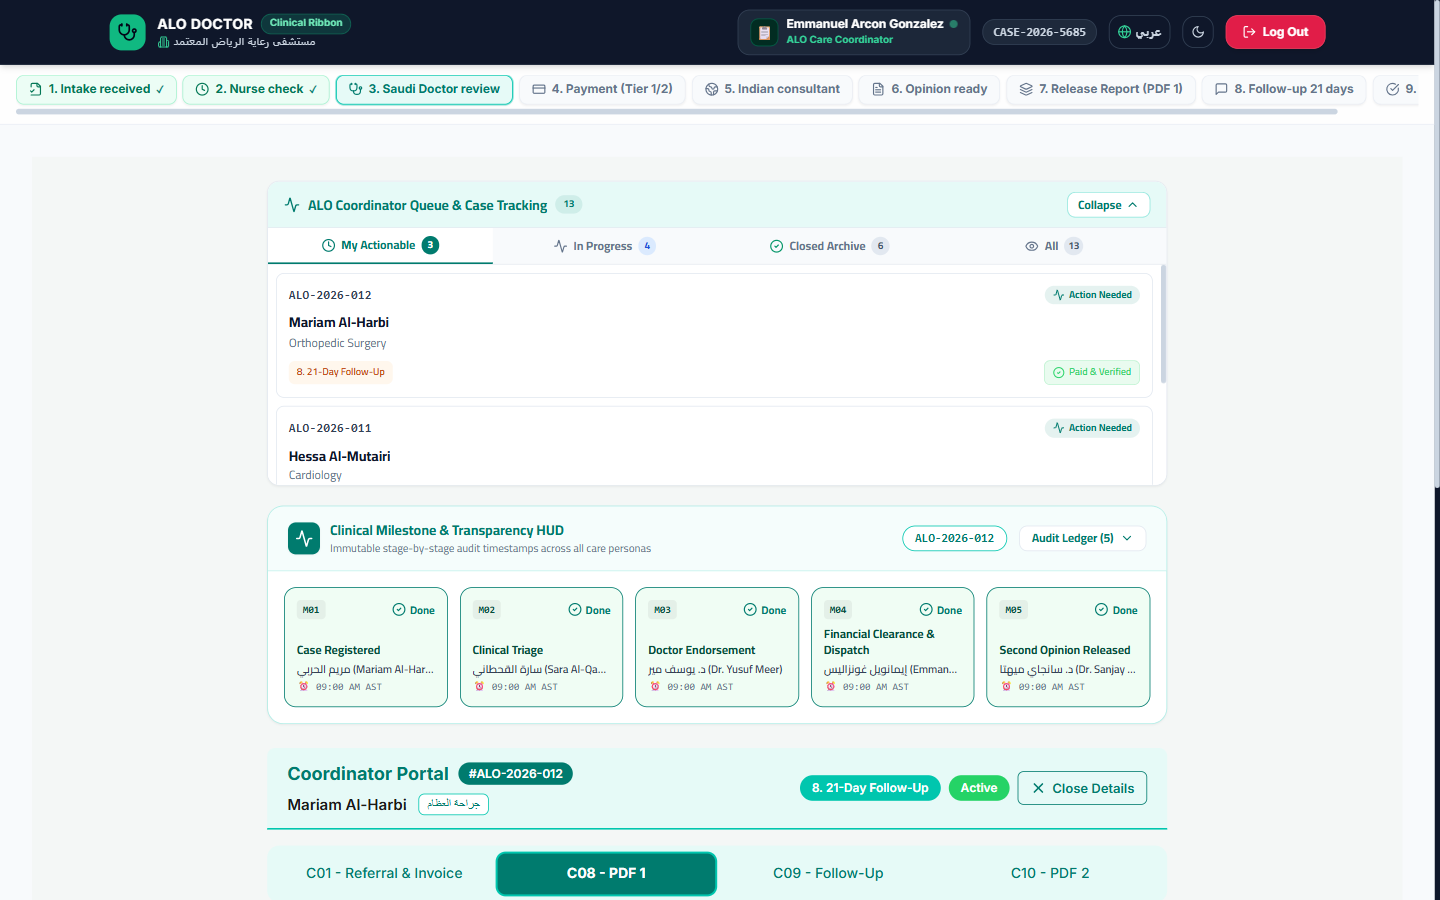 ALO DOCTOR
Clinical Ribbon
مستشفى رعاية الرياض المعتمد
Emmanuel Arcon Gonzalez
ALO Care Coordinator
CASE-2026-5685
عربي
Log Out
1. Intake received ✓
2. Nurse check ✓
3. Saudi Doctor review
4. Payment (Tier 1/2)
5. Indian consultant
6. Opinion ready
7. Release Report (PDF 1)
8. Follow-up 21 days
9.
ALO Coordinator Queue & Case Tracking 13
Collapse
My Actionable 3
In Progress 4
Closed Archive 6
All 13
ALO-2026-012
Action Needed
Mariam Al-Harbi
Orthopedic Surgery
8. 21-Day Follow-Up
Paid & Verified
ALO-2026-011
Action Needed
Hessa Al-Mutairi
Cardiology
Clinical Milestone & Transparency HUD
Immutable stage-by-stage audit timestamps across all care personas
ALO-2026-012
Audit Ledger (5)
M01 Done
Case Registered
مريم الحربي (Mariam Al-Har...
09:00 AM AST
M02 Done
Clinical Triage
سارة القحطاني (Sara Al-Qa...
09:00 AM AST
M03 Done
Doctor Endorsement
د. يوسف مير (Dr. Yusuf Meer)
09:00 AM AST
M04 Done
Financial Clearance &
Dispatch
إيمانويل غونزاليس (Emman...
09:00 AM AST
M05 Done
Second Opinion Released
د. سانجاي ميهتا (Dr. Sanjay ...
09:00 AM AST
Coordinator Portal
#ALO-2026-012
Mariam Al-Harbi
جراحة العظام
8. 21-Day Follow-Up
Active
Close Details
C01 - Referral & Invoice
C08 - PDF 1
C09 - Follow-Up
C10 - PDF 2